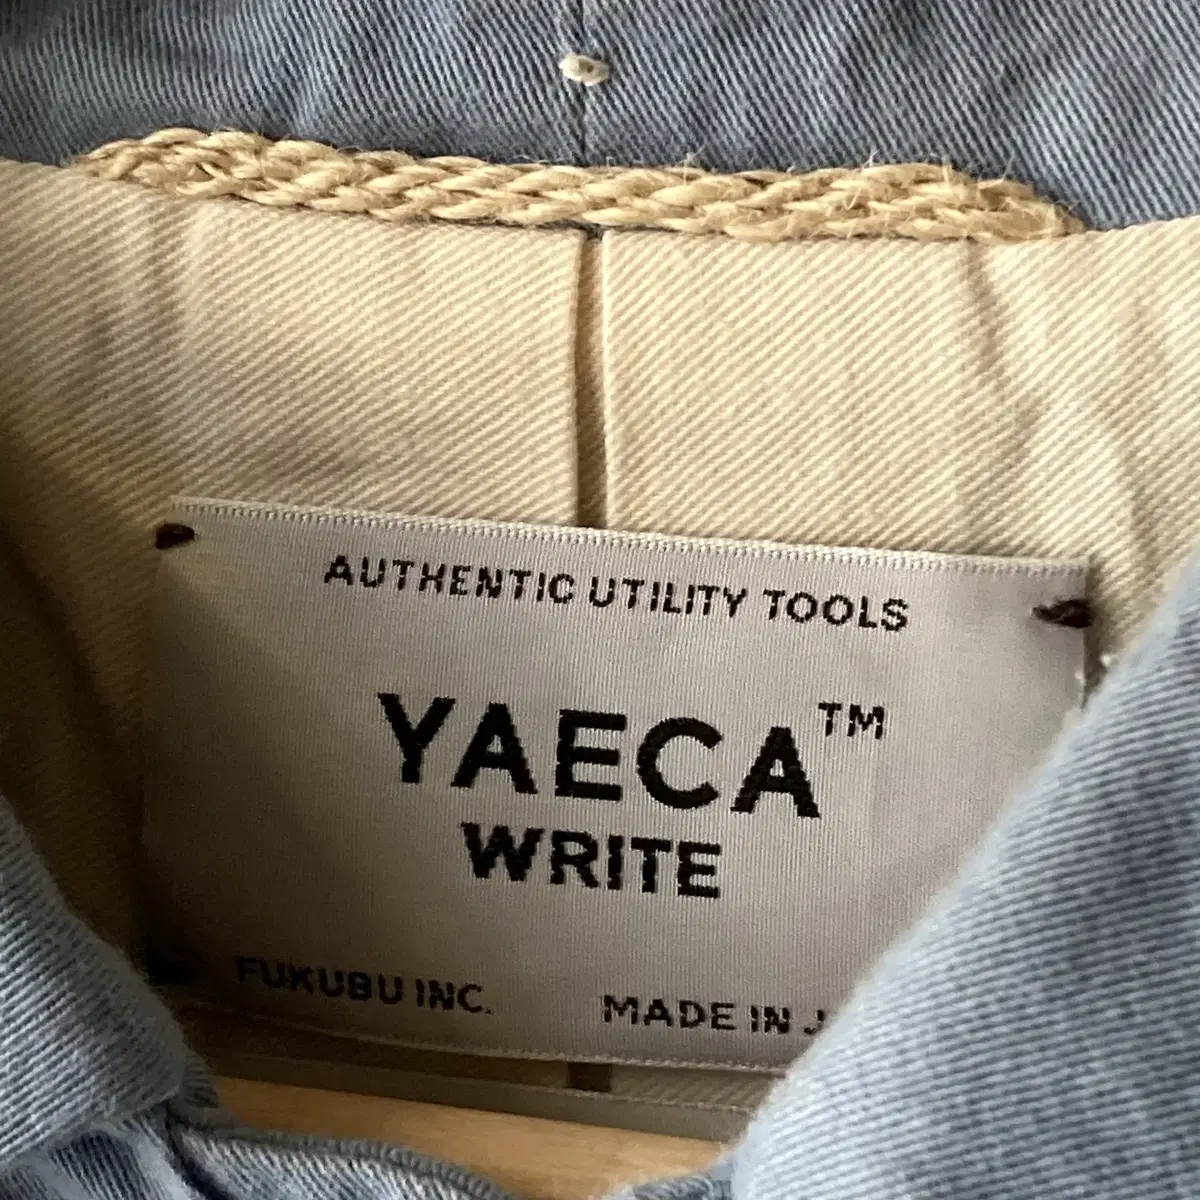 AUTHENTIC UTILITY TOOLS
YAECA™
WRITE
FUKUBU INC. MADE IN